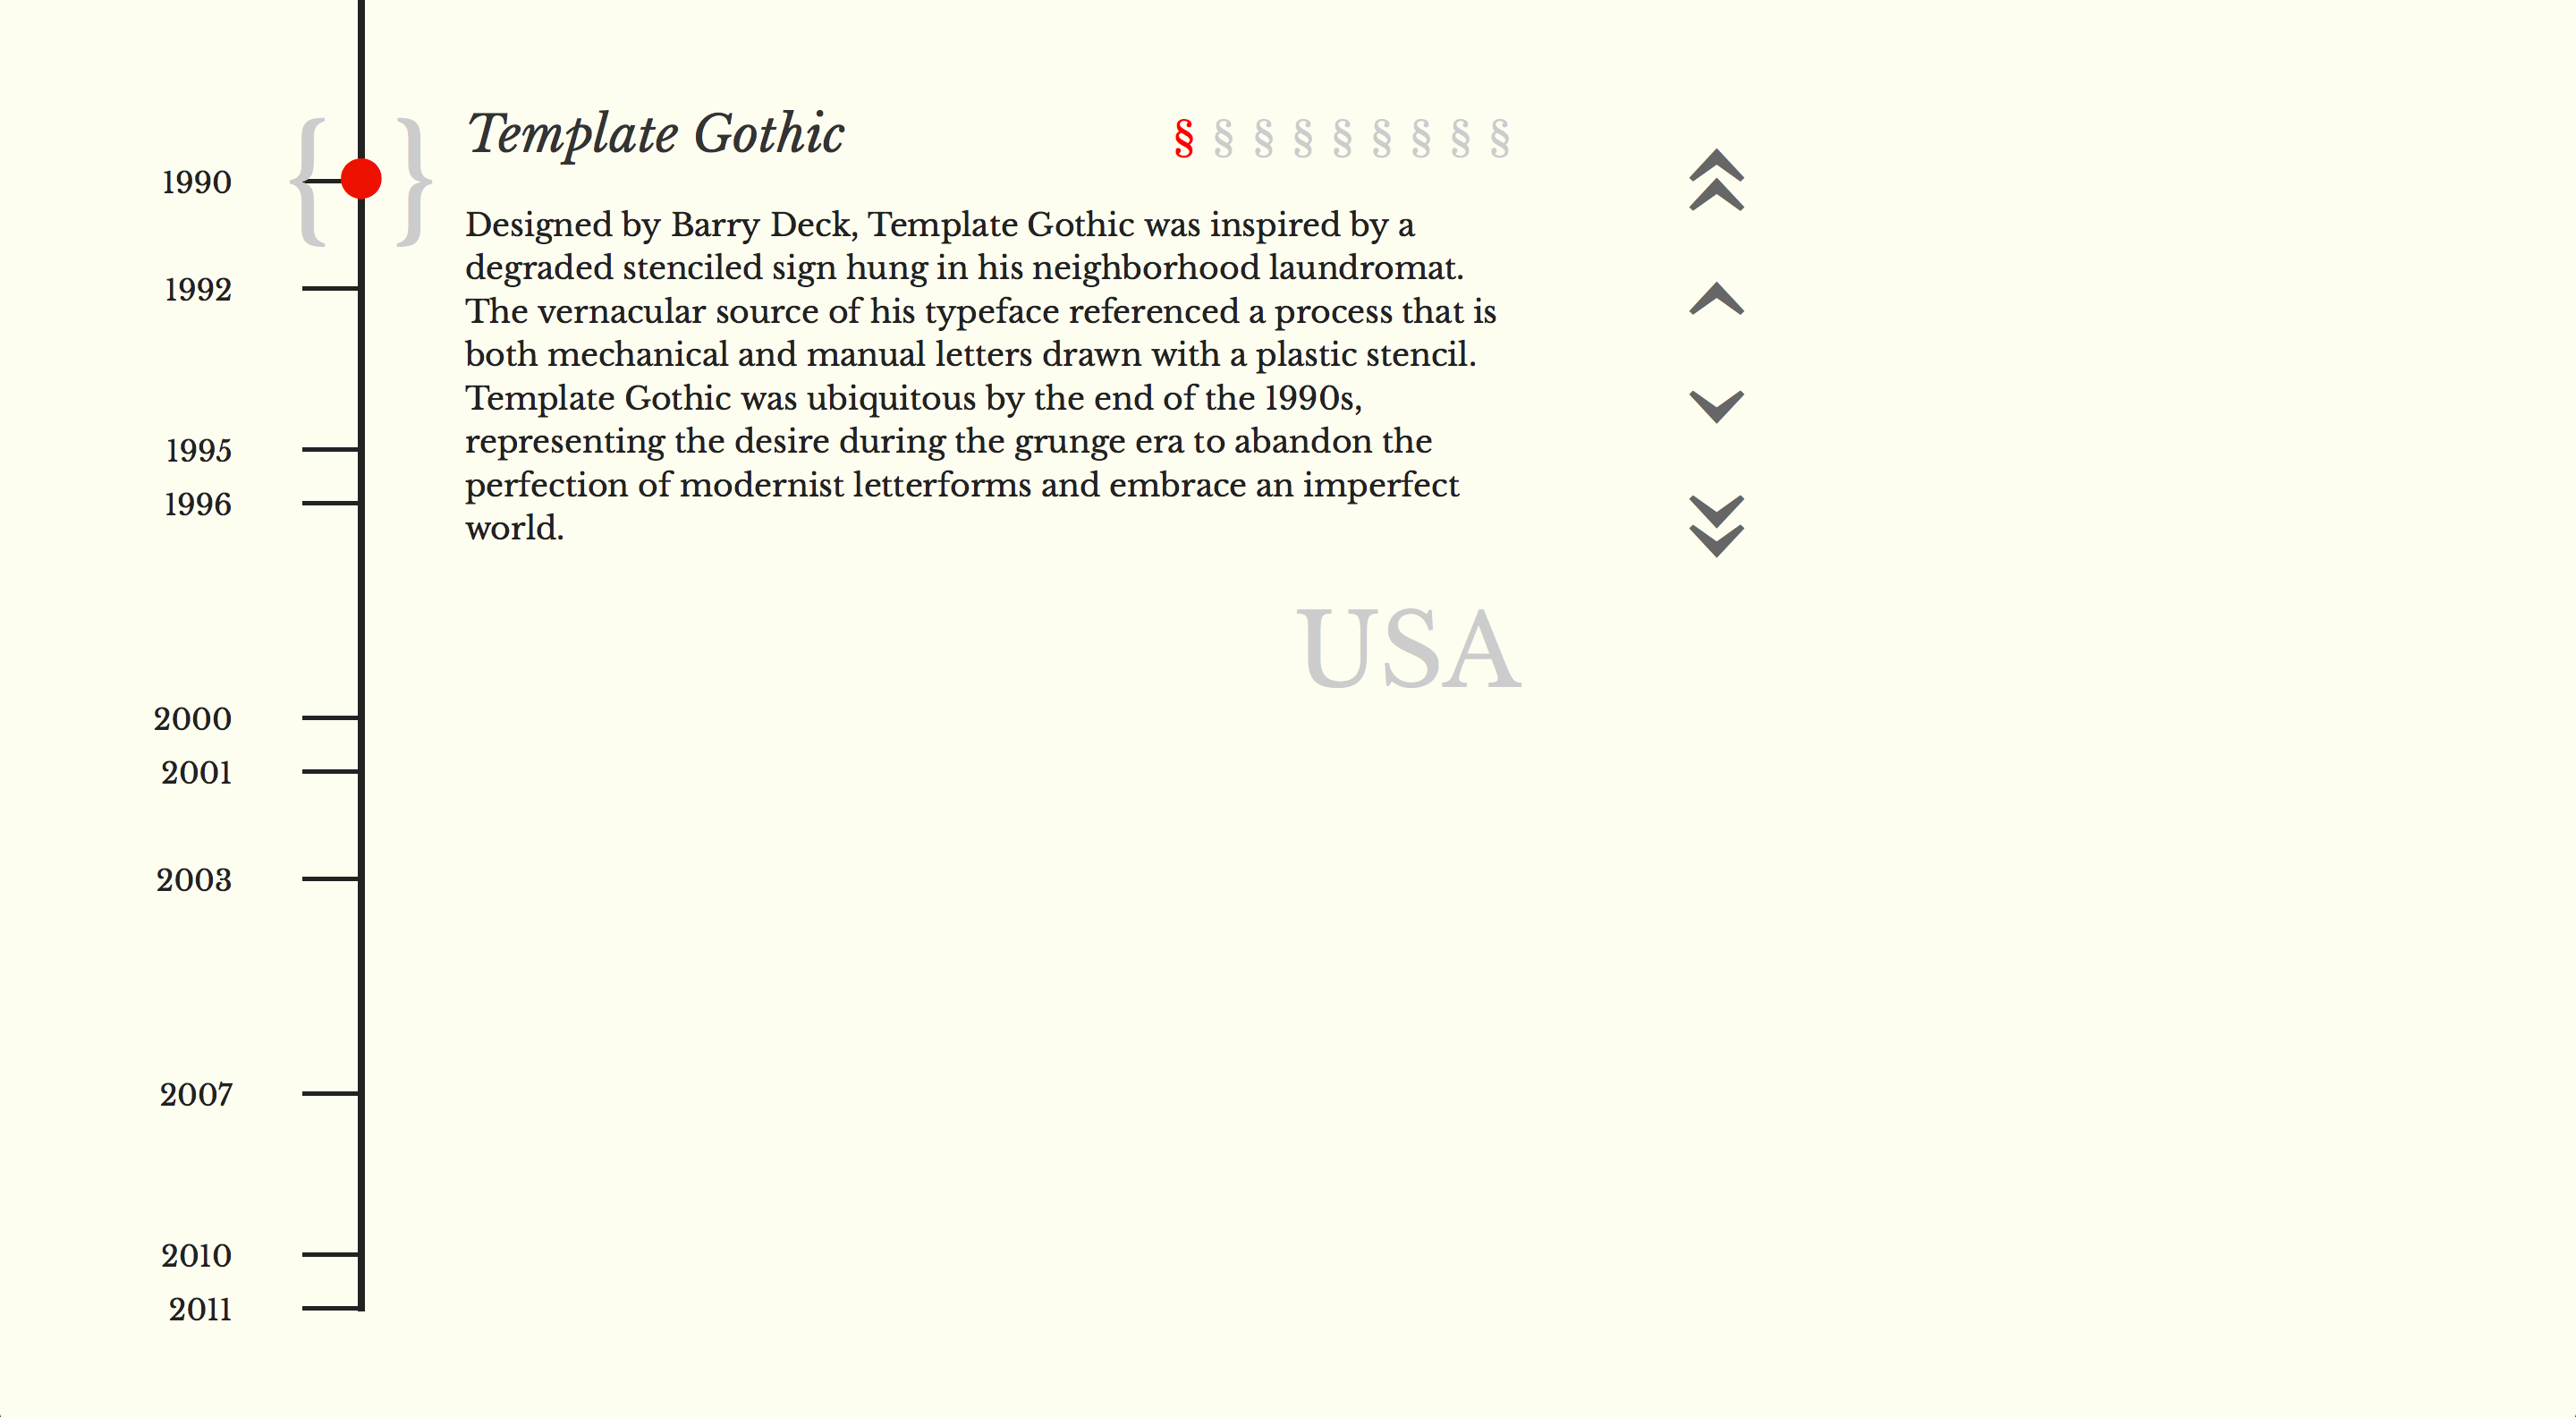 { }
Template Gothic
§ § § § § § § § §
1990
Designed by Barry Deck, Template Gothic was inspired by a
degraded stenciled sign hung in his neighborhood laundromat.
The vernacular source of his typeface referenced a process that is
both mechanical and manual letters drawn with a plastic stencil.
Template Gothic was ubiquitous by the end of the 1990s,
representing the desire during the grunge era to abandon the
perfection of modernist letterforms and embrace an imperfect
world.
USA
1992
1995
1996
2000
2001
2003
2007
2010
2011